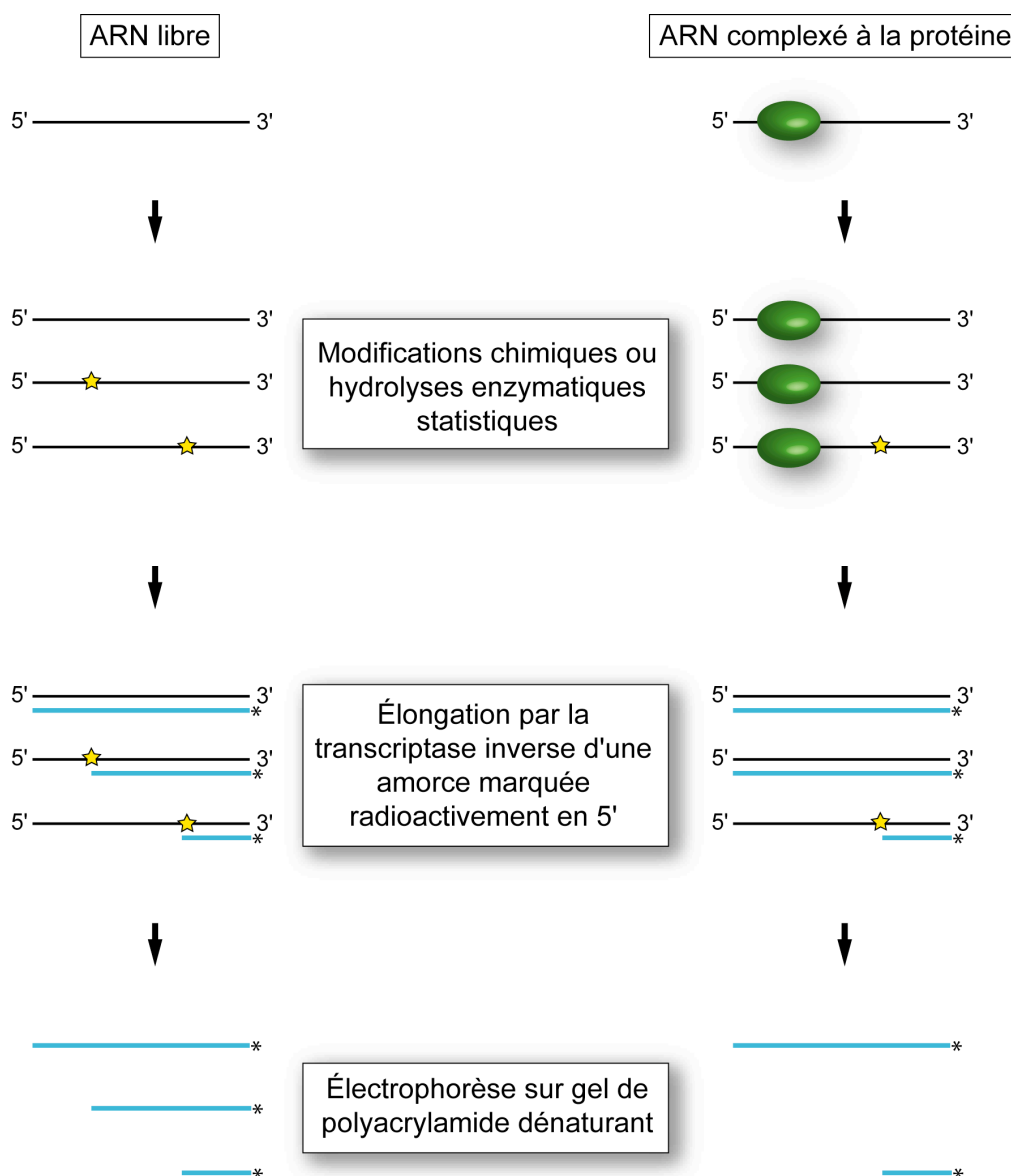 ARN libre
ARN complexé à la protéine
5' 3'
5' 3'
5' 3'
5' 3'
5' 3'
Modifications chimiques ou
hydrolyses enzymatiques
statistiques
5' 3'
5' 3'
5' 3'
5' 3'
*
5' 3'
*
5' 3'
*
Élongation par la
transcriptase inverse d'une
amorce marquée
radioactivement en 5'
5' 3'
*
5' 3'
*
5' 3'
*
*
*
*
Électrophorèse sur gel de
polyacrylamide dénaturant
*
*